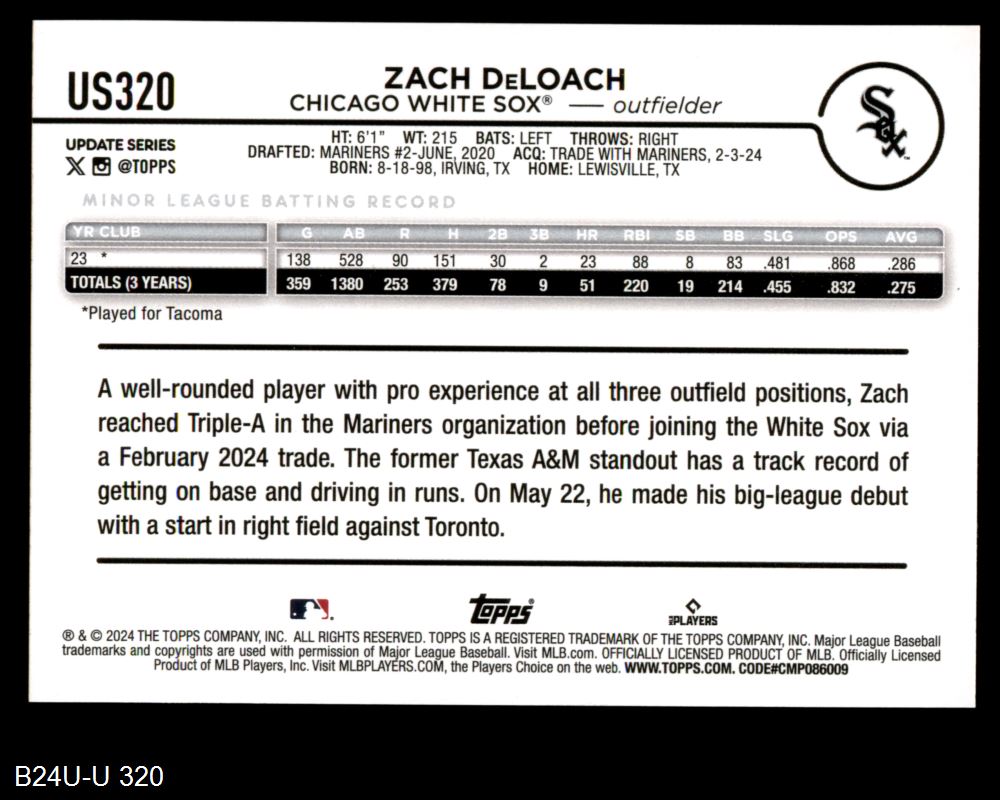 US320
ZACH DeLOACH
CHICAGO WHITE SOX® — outfielder
Sox
™
UPDATE SERIES
X @TOPPS
HT: 6'1" WT: 215 BATS: LEFT THROWS: RIGHT
DRAFTED: MARINERS #2-JUNE, 2020 ACQ: TRADE WITH MARINERS, 2-3-24
BORN: 8-18-98, IRVING, TX HOME: LEWISVILLE, TX
MINOR LEAGUE BATTING RECORD
YR CLUB G AB R H 2B 3B HR RBI SB BB SLG OPS AVG
23 * 138 528 90 151 30 2 23 88 8 83 .481 .868 .286
TOTALS (3 YEARS) 359 1380 253 379 78 9 51 220 19 214 .455 .832 .275
*Played for Tacoma
A well-rounded player with pro experience at all three outfield positions, Zach
reached Triple-A in the Mariners organization before joining the White Sox via
a February 2024 trade. The former Texas A&M standout has a track record of
getting on base and driving in runs. On May 22, he made his big-league debut
with a start in right field against Toronto.
Topps®
PLAYERS
® & © 2024 THE TOPPS COMPANY, INC. ALL RIGHTS RESERVED. TOPPS IS A REGISTERED TRADEMARK OF THE TOPPS COMPANY, INC. Major League Baseball
trademarks and copyrights are used with permission of Major League Baseball. Visit MLB.com. OFFICIALLY LICENSED PRODUCT OF MLB. Officially Licensed
Product of MLB Players, Inc. Visit MLBPLAYERS.COM, the Players Choice on the web. WWW.TOPPS.COM. CODE#CMP086009
B24U-U 320